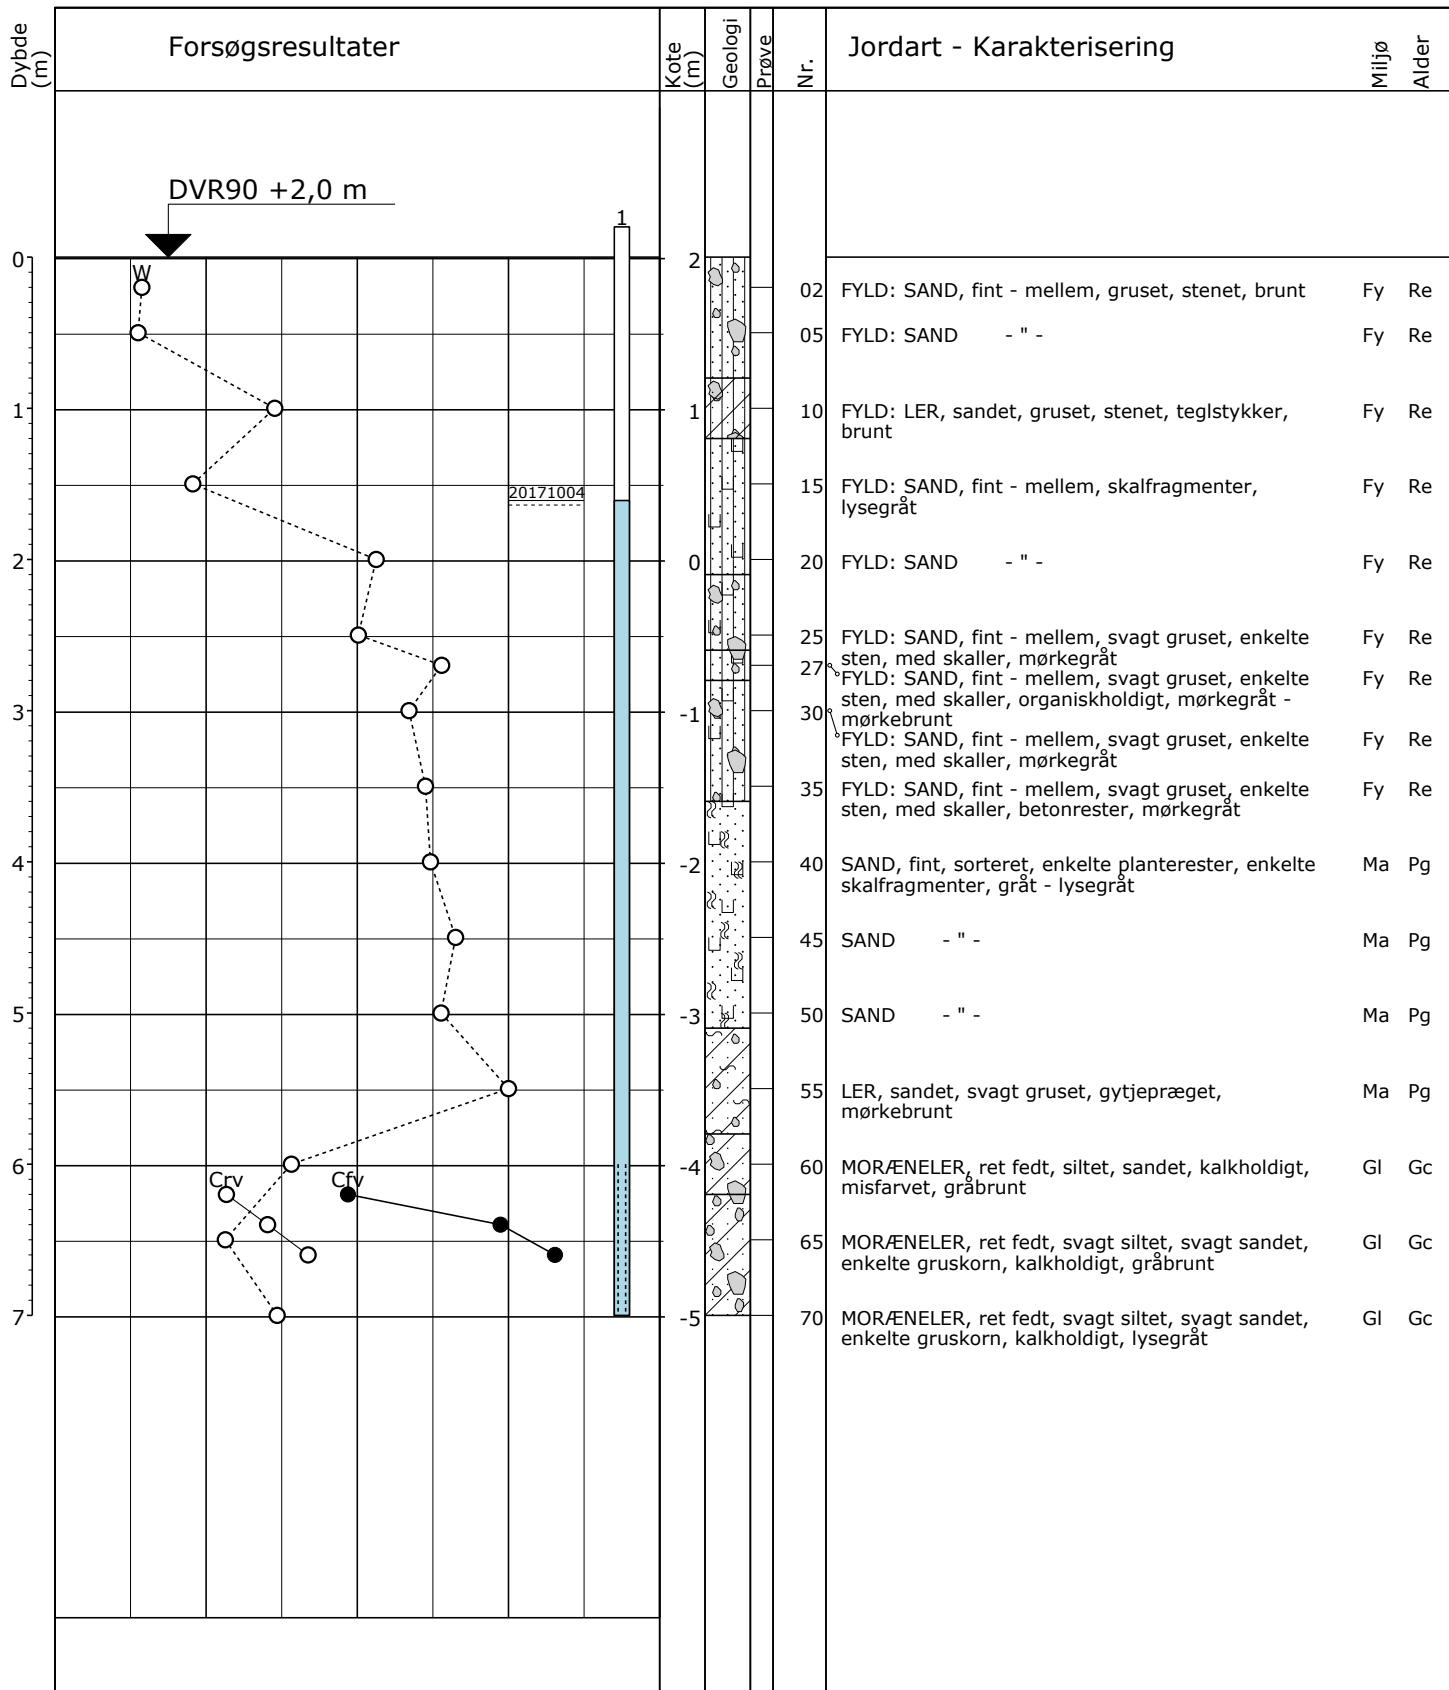 Dybde
(m)
Forsøgsresultater
Kote
(m)
Geologi
Prøve
Nr.
Jordart - Karakterisering
Miljø
Alder
DVR90 +2,0 m
1
0
W
2
02 FYLD: SAND, fint - mellem, gruset, stenet, brunt Fy Re
05 FYLD: SAND - " - Fy Re
1
1
10 FYLD: LER, sandet, gruset, stenet, teglstykker, Fy Re
brunt
20171004
15 FYLD: SAND, fint - mellem, skalfragmenter, Fy Re
lysegråt
2
0
20 FYLD: SAND - " - Fy Re
25 FYLD: SAND, fint - mellem, svagt gruset, enkelte Fy Re
sten, med skaller, mørkegråt
27 FYLD: SAND, fint - mellem, svagt gruset, enkelte Fy Re
sten, med skaller, organiskholdigt, mørkegråt -
mørkebrunt
3
-1
30 FYLD: SAND, fint - mellem, svagt gruset, enkelte Fy Re
sten, med skaller, mørkegråt
35 FYLD: SAND, fint - mellem, svagt gruset, enkelte Fy Re
sten, med skaller, betonrester, mørkegråt
4
-2
40 SAND, fint, sorteret, enkelte planterester, enkelte Ma Pg
skalfragmenter, gråt - lysegråt
45 SAND - " - Ma Pg
5
-3
50 SAND - " - Ma Pg
55 LER, sandet, svagt gruset, gytjepræget, Ma Pg
mørkebrunt
6
Crv
Cfv
-4
60 MORÆNELER, ret fedt, siltet, sandet, kalkholdigt, Gl Gc
misfarvet, gråbrunt
65 MORÆNELER, ret fedt, svagt siltet, svagt sandet, Gl Gc
enkelte gruskorn, kalkholdigt, gråbrunt
7
-5
70 MORÆNELER, ret fedt, svagt siltet, svagt sandet, Gl Gc
enkelte gruskorn, kalkholdigt, lysegråt